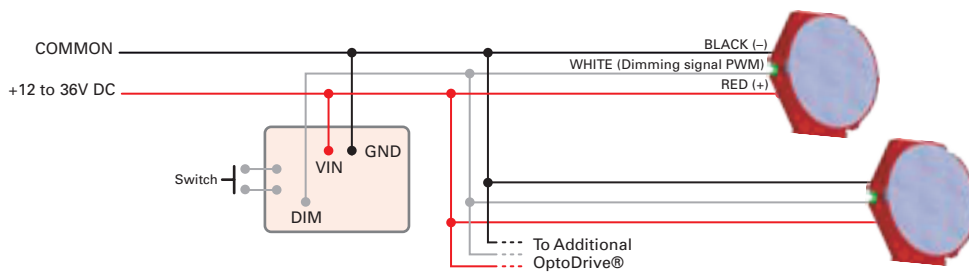 COMMON
BLACK (–)
WHITE (Dimming signal PWM)
+12 to 36V DC
RED (+)
GND
VIN
Switch
DIM
To Additional
OptoDrive®